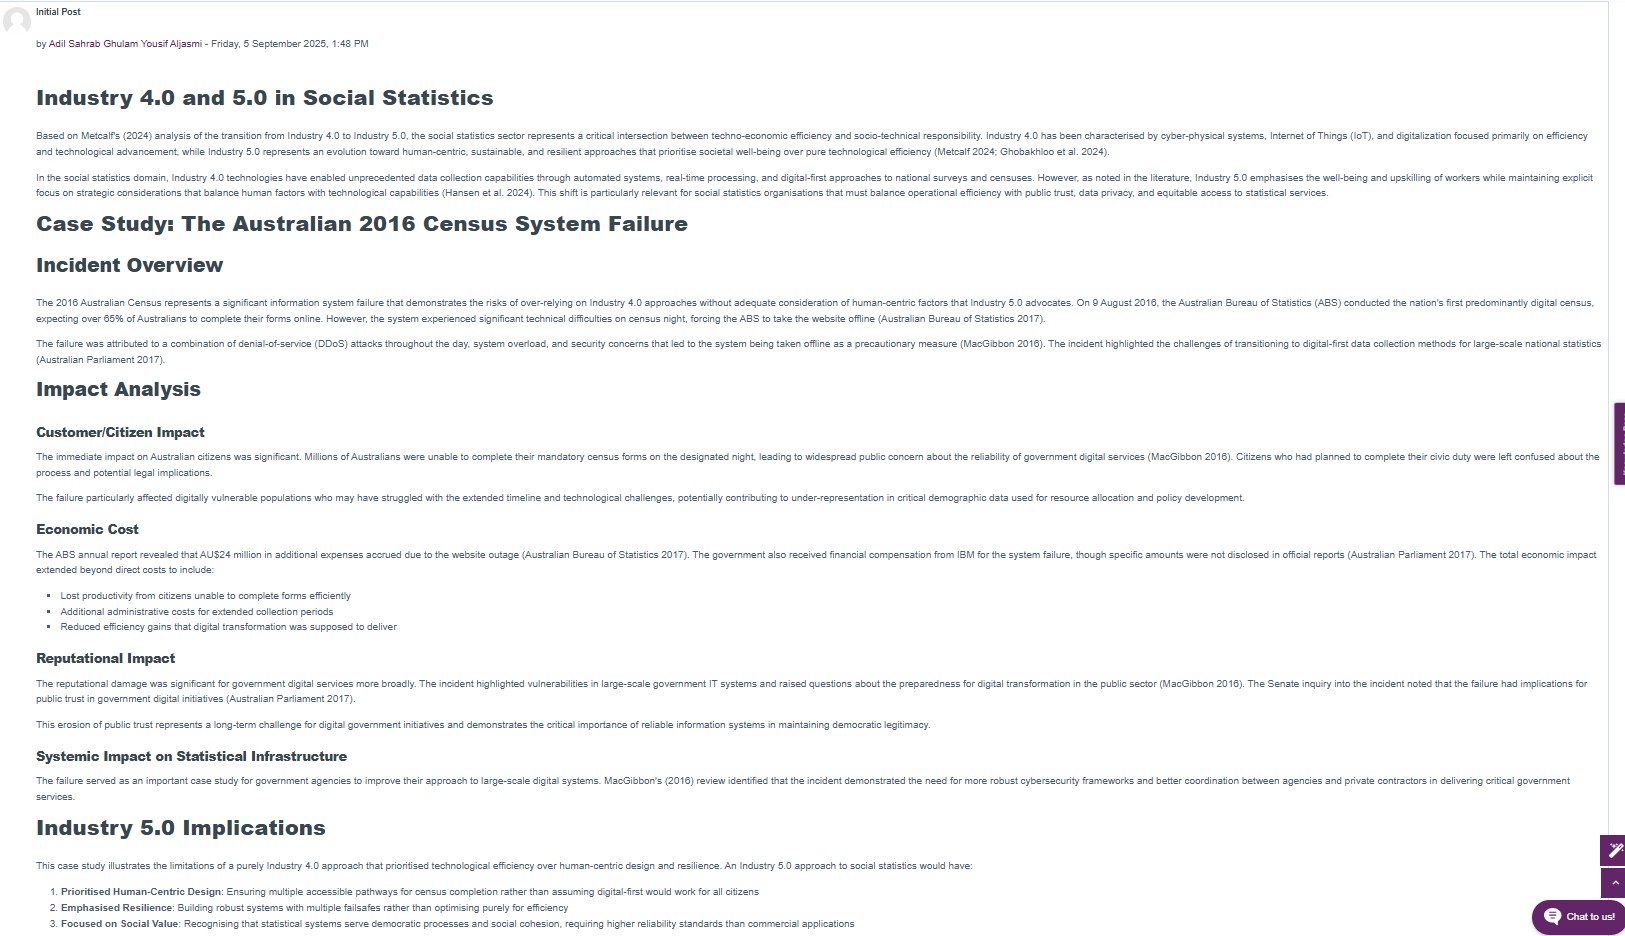 Initial Post
by Adil Sahrab Ghulam Yousif Aljasmi - Friday, 5 September 2025, 1:48 PM
Industry 4.0 and 5.0 in Social Statistics
Based on Metcalf's (2024) analysis of the transition from Industry 4.0 to Industry 5.0, the social statistics sector represents a critical intersection between techno-economic efficiency and socio-technical responsibility. Industry 4.0 has been characterised by cyber-physical systems, Internet of Things (IoT), and digitalization focused primarily on efficiency
and technological advancement, while Industry 5.0 represents an evolution toward human-centric, sustainable, and resilient approaches that prioritise societal well-being over pure technological efficiency (Metcalf 2024; Ghobakhloo et al. 2024).
In the social statistics domain, Industry 4.0 technologies have enabled unprecedented data collection capabilities through automated systems, real-time processing, and digital-first approaches to national surveys and censuses. However, as noted in the literature, Industry 5.0 emphasises the well-being and upskilling of workers while maintaining explicit
focus on strategic considerations that balance human factors with technological capabilities (Hansen et al. 2024). This shift is particularly relevant for social statistics organisations that must balance operational efficiency with public trust, data privacy, and equitable access to statistical services.
Case Study: The Australian 2016 Census System Failure
Incident Overview
The 2016 Australian Census represents a significant information system failure that demonstrates the risks of over-relying on Industry 4.0 approaches without adequate consideration of human-centric factors that Industry 5.0 advocates. On 9 August 2016, the Australian Bureau of Statistics (ABS) conducted the nation's first predominantly digital census,
expecting over 65% of Australians to complete their forms online. However, the system experienced significant technical difficulties on census night, forcing the ABS to take the website offline (Australian Bureau of Statistics 2017).
The failure was attributed to a combination of denial-of-service (DDoS) attacks throughout the day, system overload, and security concerns that led to the system being taken offline as a precautionary measure (MacGibbon 2016). The incident highlighted the challenges of transitioning to digital-first data collection methods for large-scale national statistics
(Australian Parliament 2017).
Impact Analysis
Customer/Citizen Impact
The immediate impact on Australian citizens was significant. Millions of Australians were unable to complete their mandatory census forms on the designated night, leading to widespread public concern about the reliability of government digital services (MacGibbon 2016). Citizens who had planned to complete their civic duty were left confused about the
process and potential legal implications.
The failure particularly affected digitally vulnerable populations who may have struggled with the extended timeline and technological challenges, potentially contributing to under-representation in critical demographic data used for resource allocation and policy development.
Economic Cost
The ABS annual report revealed that AU$24 million in additional expenses accrued due to the website outage (Australian Bureau of Statistics 2017). The government also received financial compensation from IBM for the system failure, though specific amounts were not disclosed in official reports (Australian Parliament 2017). The total economic impact
extended beyond direct costs to include:
▪ Lost productivity from citizens unable to complete forms efficiently
▪ Additional administrative costs for extended collection periods
▪ Reduced efficiency gains that digital transformation was supposed to deliver
Reputational Impact
The reputational damage was significant for government digital services more broadly. The incident highlighted vulnerabilities in large-scale government IT systems and raised questions about the preparedness for digital transformation in the public sector (MacGibbon 2016). The Senate inquiry into the incident noted that the failure had implications for
public trust in government digital initiatives (Australian Parliament 2017).
This erosion of public trust represents a long-term challenge for digital government initiatives and demonstrates the critical importance of reliable information systems in maintaining democratic legitimacy.
Systemic Impact on Statistical Infrastructure
The failure served as an important case study for government agencies to improve their approach to large-scale digital systems. MacGibbon's (2016) review identified that the incident demonstrated the need for more robust cybersecurity frameworks and better coordination between agencies and private contractors in delivering critical government
services.
Industry 5.0 Implications
This case study illustrates the limitations of a purely Industry 4.0 approach that prioritised technological efficiency over human-centric design and resilience. An Industry 5.0 approach to social statistics would have:
1. Prioritised Human-Centric Design: Ensuring multiple accessible pathways for census completion rather than assuming digital-first would work for all citizens
2. Emphasised Resilience: Building robust systems with multiple failsafes rather than optimising purely for efficiency
3. Focused on Social Value: Recognising that statistical systems serve democratic processes and social cohesion, requiring higher reliability standards than commercial applications
Chat to us!